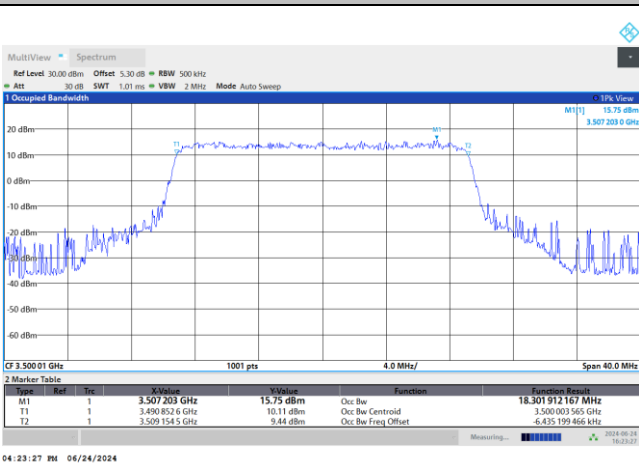 MultiView Spectrum
Ref Level 30.00 dBm Offset 5.30 dB RBW 500 kHz
Att 30 dB SWT 1.01 ms VBW 2 MHz Mode Auto Sweep
1 Occupied Bandwidth 1Pk View
M1[1] 15.75 dBm
3.507 203 0 GHz
M1
T1 T2
20 dBm
10 dBm
0 dBm
-10 dBm
-20 dBm
-30 dBm
-40 dBm
-50 dBm
-60 dBm
CF 3.500 01 GHz 1001 pts 4.0 MHz/ Span 40.0 MHz
2 Marker Table
Type Ref Trc X-Value Y-Value Function Function Result
M1 1 3.507 203 GHz 15.75 dBm Occ Bw 18.301 912 167 MHz
T1 1 3.490 852 6 GHz 10.11 dBm Occ Bw Centroid 3.500 003 565 GHz
T2 1 3.509 154 5 GHz 9.44 dBm Occ Bw Freq Offset -6.435 199 466 kHz
Measuring... 2024-06-24
16:23:27
04:23:27 PM 06/24/2024